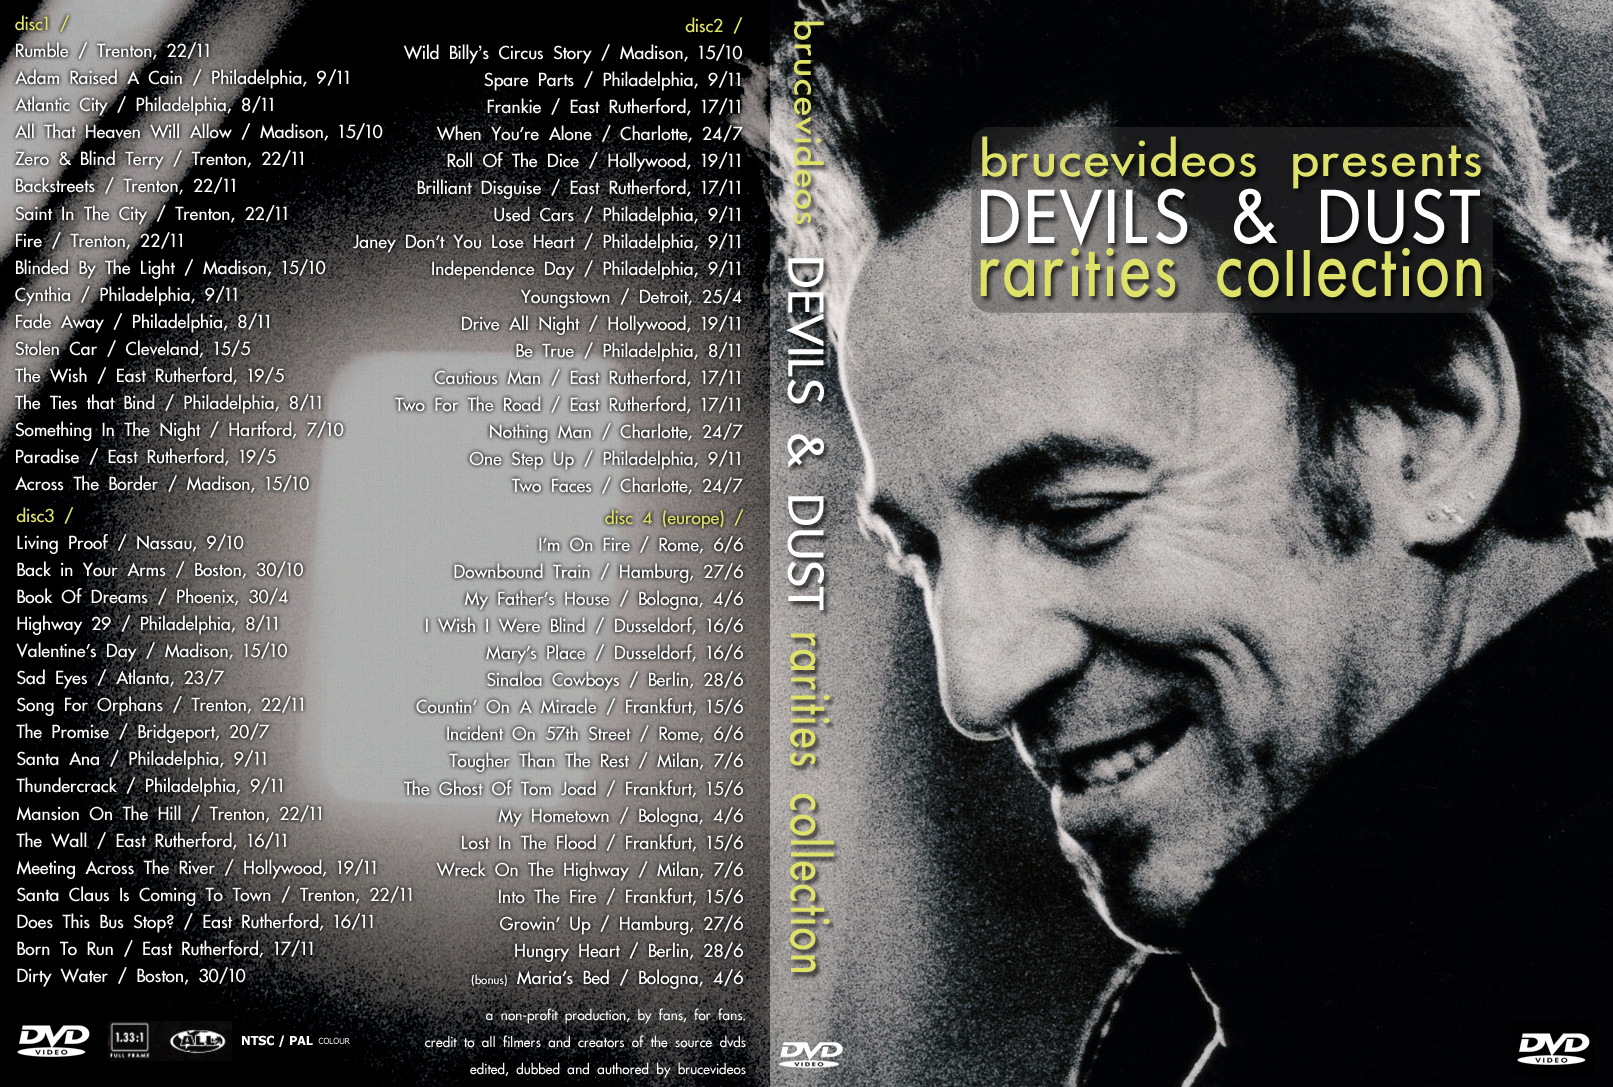 disc1 /
Rumble / Trenton, 22/11
Adam Raised A Cain / Philadelphia, 9/11
Atlantic City / Philadelphia, 8/11
All That Heaven Will Allow / Madison, 15/10
Zero & Blind Terry / Trenton, 22/11
Backstreets / Trenton, 22/11
Saint In The City / Trenton, 22/11
Fire / Trenton, 22/11
Blinded By The Light / Madison, 15/10
Cynthia / Philadelphia, 9/11
Fade Away / Philadelphia, 8/11
Stolen Car / Cleveland, 15/5
The Wish / East Rutherford, 19/5
The Ties that Bind / Philadelphia, 8/11
Something In The Night / Hartford, 7/10
Paradise / East Rutherford, 19/5
Across The Border / Madison, 15/10
disc2 /
Wild Billy's Circus Story / Madison, 15/10
Spare Parts / Philadelphia, 9/11
Frankie / East Rutherford, 17/11
When You're Alone / Charlotte, 24/7
Roll Of The Dice / Hollywood, 19/11
Brilliant Disguise / East Rutherford, 17/11
Used Cars / Philadelphia, 9/11
Janey Don't You Lose Heart / Philadelphia, 9/11
Independence Day / Philadelphia, 9/11
Youngstown / Detroit, 25/4
Drive All Night / Hollywood, 19/11
Be True / Philadelphia, 8/11
Cautious Man / East Rutherford, 17/11
Two For The Road / East Rutherford, 17/11
Nothing Man / Charlotte, 24/7
One Step Up / Philadelphia, 9/11
Two Faces / Charlotte, 24/7
disc3 /
Living Proof / Nassau, 9/10
Back in Your Arms / Boston, 30/10
Book Of Dreams / Phoenix, 30/4
Highway 29 / Philadelphia, 8/11
Valentine's Day / Madison, 15/10
Sad Eyes / Atlanta, 23/7
Song For Orphans / Trenton, 22/11
The Promise / Bridgeport, 20/7
Santa Ana / Philadelphia, 9/11
Thundercrack / Philadelphia, 9/11
Mansion On The Hill / Trenton, 22/11
The Wall / East Rutherford, 16/11
Meeting Across The River / Hollywood, 19/11
Santa Claus Is Coming To Town / Trenton, 22/11
Does This Bus Stop? / East Rutherford, 16/11
Born To Run / East Rutherford, 17/11
Dirty Water / Boston, 30/10
disc 4 (europe) /
I'm On Fire / Rome, 6/6
Downbound Train / Hamburg, 27/6
My Father's House / Bologna, 4/6
I Wish I Were Blind / Dusseldorf, 16/6
Mary's Place / Dusseldorf, 16/6
Sinaloa Cowboys / Berlin, 28/6
Countin' On A Miracle / Frankfurt, 15/6
Incident On 57th Street / Rome, 6/6
Tougher Than The Rest / Milan, 7/6
The Ghost Of Tom Joad / Frankfurt, 15/6
My Hometown / Bologna, 4/6
Lost In The Flood / Frankfurt, 15/6
Wreck On The Highway / Milan, 7/6
Into The Fire / Frankfurt, 15/6
Growin' Up / Hamburg, 27/6
Hungry Heart / Berlin, 28/6
(bonus) Maria's Bed / Bologna, 4/6
DVD
VIDEO
1.33:1
FULL FRAME
ALL
NTSC / PAL COLOUR
a non-profit production, by fans, for fans.
credit to all filmers and creators of the source dvds
edited, dubbed and authored by brucevideos
brucevideos DEVILS & DUST rarities collection
DVD
VIDEO
brucevideos presents
DEVILS & DUST
rarities collection
DVD
VIDEO